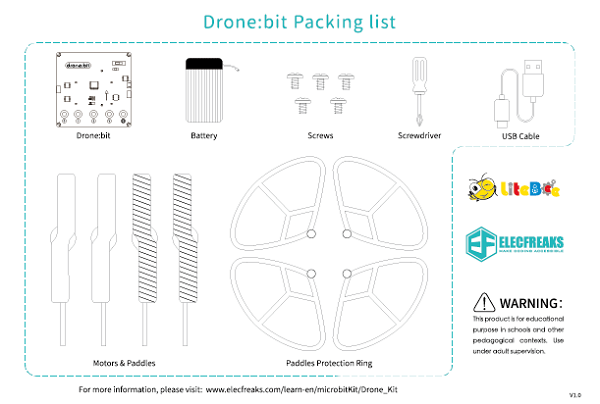 Drone:bit Packing list
drone:bit
Drone:bit
Battery
Screws
Screwdriver
USB Cable
LiteBee
ELECFREAKS
MAKE CODING ACCESSIBLE
WARNING:
This product is for educational
purpose in schools and other
pedagogical contexts. Use
under adult supervision.
Motors & Paddles
Paddles Protection Ring
For more information, please visit: www.elecfreaks.com/learn-en/microbitKit/Drone_Kit
V1.0